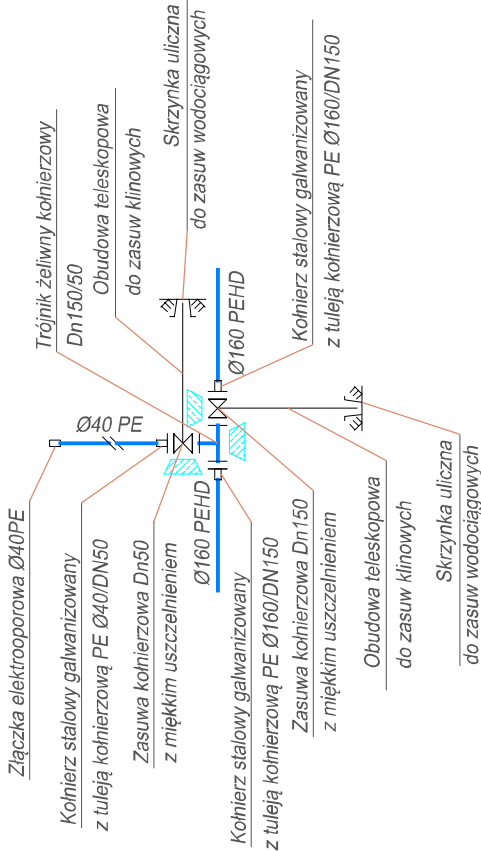 Złączka elektrooporowa Ø40PE
Kołnierz stalowy galwanizowany
z tuleją kołnierzową PE Ø40/DN50
Zasuwa kołnierzowa Dn50
z miękkim uszczelnieniem
Kołnierz stalowy galwanizowany
z tuleją kołnierzową PE Ø160/DN150
Zasuwa kołnierzowa Dn150
z miękkim uszczelnieniem
Obudowa teleskopowa
do zasuw klinowych
Skrzynka uliczna
do zasuw wodociągowych
Trójnik żeliwny kołnierzowy
Dn150/50
Obudowa teleskopowa
do zasuw klinowych
Skrzynka uliczna
do zasuw wodociągowych
Kołnierz stalowy galwanizowany
z tuleją kołnierzową PE Ø160/DN150
Ø40 PE
Ø160 PEHD
Ø160 PEHD